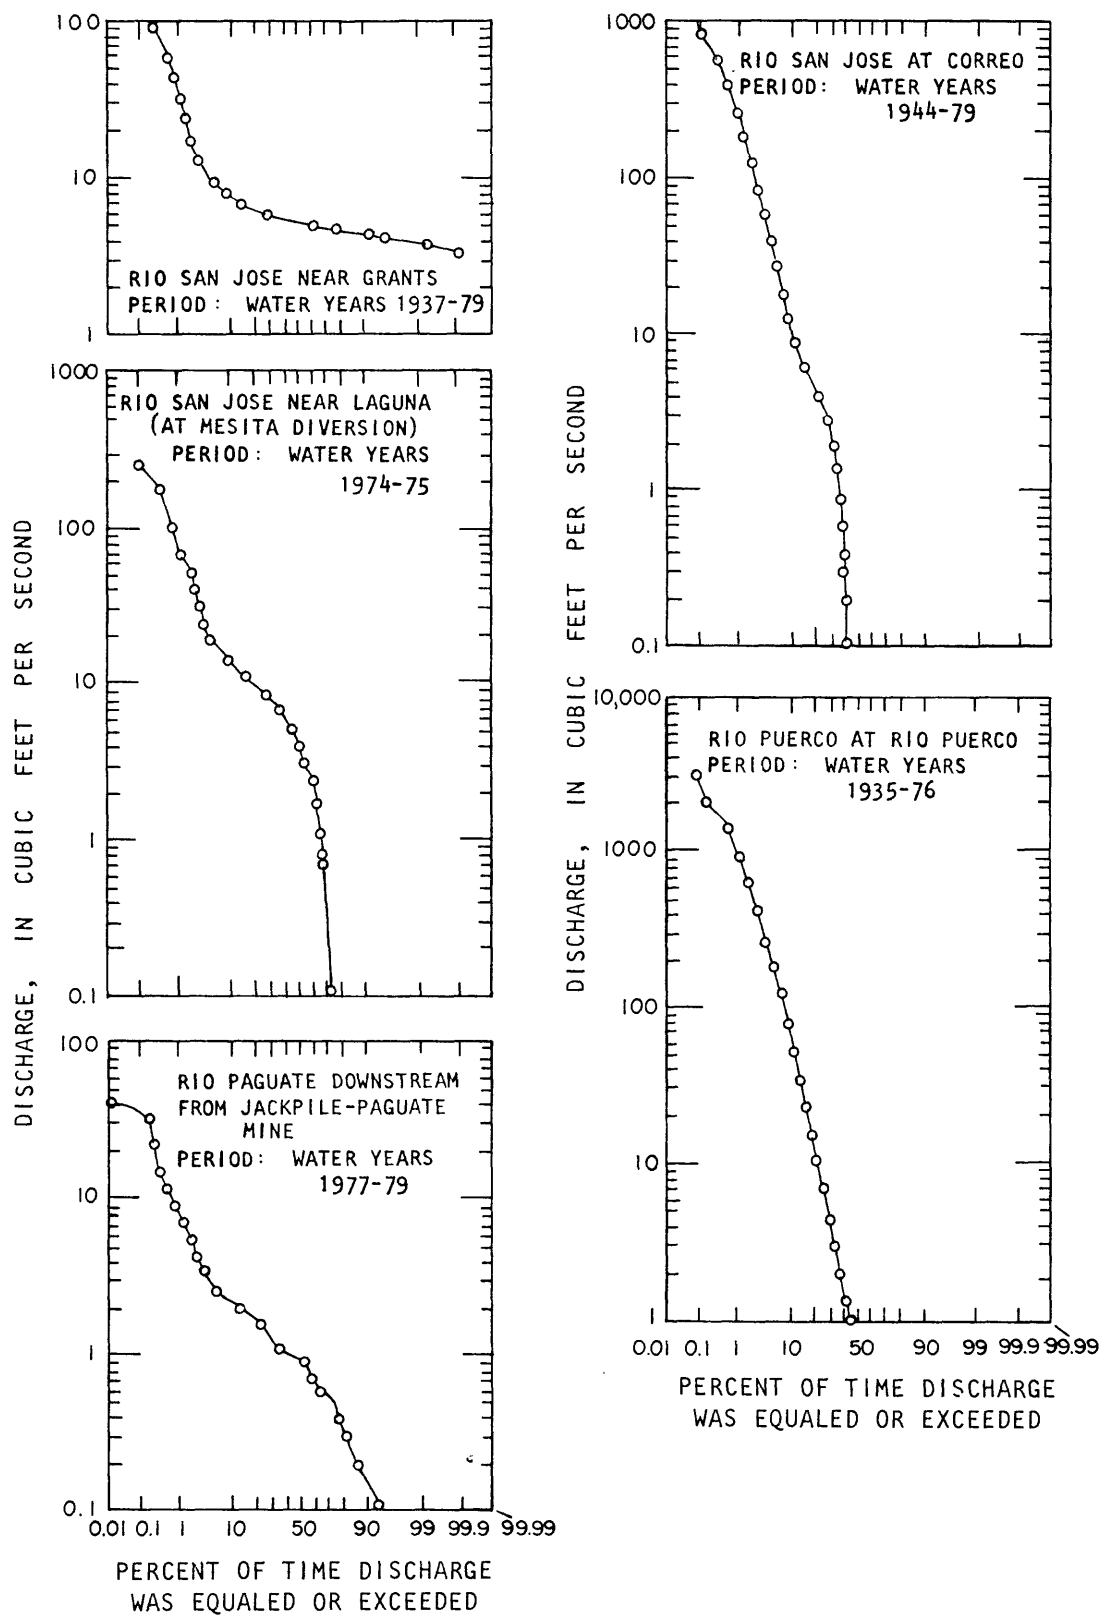 DISCHARGE, IN CUBIC FEET PER SECOND
100
10
1
RIO SAN JOSE NEAR GRANTS
PERIOD: WATER YEARS 1937-79
1000
100
10
1
0.1
RIO SAN JOSE NEAR LAGUNA
(AT MESITA DIVERSION)
PERIOD: WATER YEARS
1974-75
100
10
1
0.1
RIO PAGUATE DOWNSTREAM
FROM JACKPILE-PAGUATE
MINE
PERIOD: WATER YEARS
1977-79
0.01 0.1 1 10 50 90 99 99.9 99.99
PERCENT OF TIME DISCHARGE
WAS EQUALED OR EXCEEDED
DISCHARGE, IN CUBIC FEET PER SECOND
1000
100
10
1
0.1
RIO SAN JOSE AT CORREO
PERIOD: WATER YEARS
1944-79
10,000
1000
100
10
1
RIO PUERCO AT RIO PUERCO
PERIOD: WATER YEARS
1935-76
0.01 0.1 1 10 50 90 99 99.9 99.99
PERCENT OF TIME DISCHARGE
WAS EQUALED OR EXCEEDED